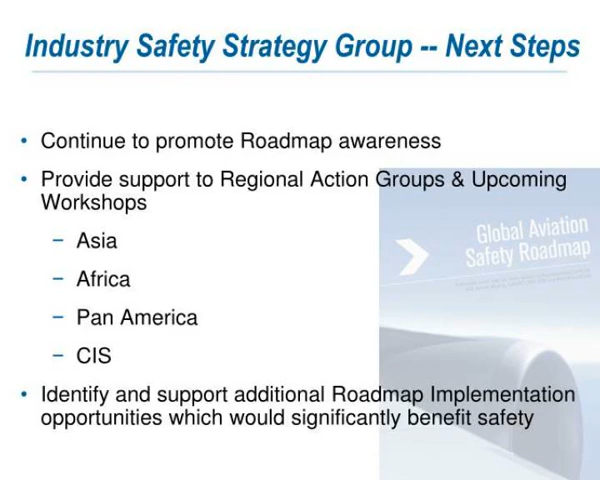 Industry Safety Strategy Group -- Next Steps
• Continue to promote Roadmap awareness
• Provide support to Regional Action Groups & Upcoming
Workshops
– Asia
– Africa
– Pan America
– CIS
Global Aviation
Safety Roadmap
• Identify and support additional Roadmap Implementation
opportunities which would significantly benefit safety